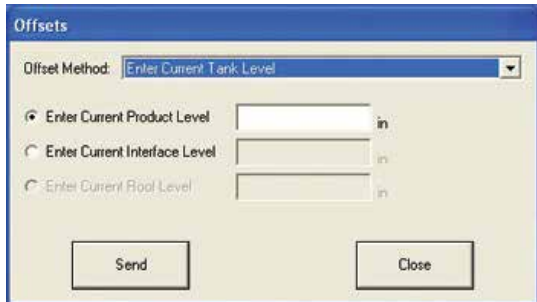 Offsets
Offset Method: Enter Current Tank Level
Enter Current Product Level in
Enter Current Interface Level in
Enter Current Roof Level in
Send Close